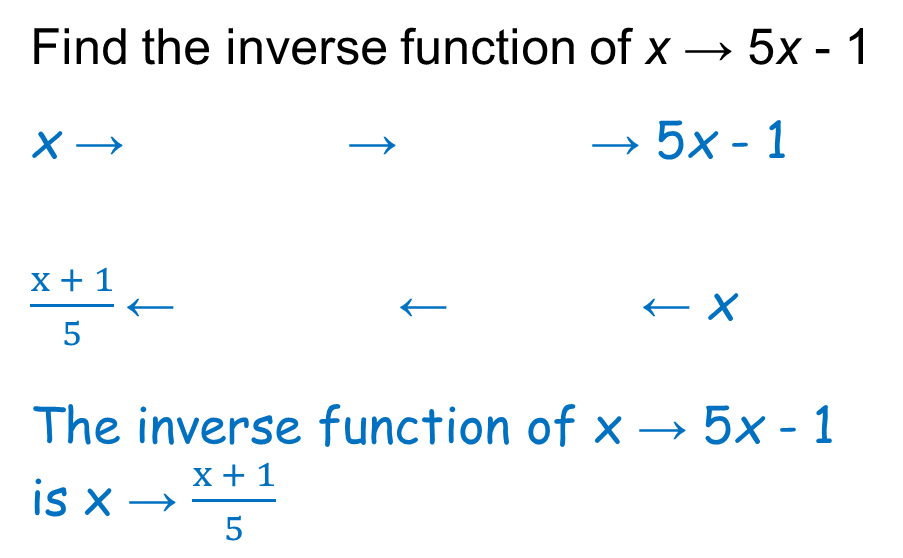 Find the inverse function of x → 5x - 1
x → → → 5x - 1
x + 1
5 ← ← ← x
The inverse function of x → 5x - 1
is x → x + 1
5